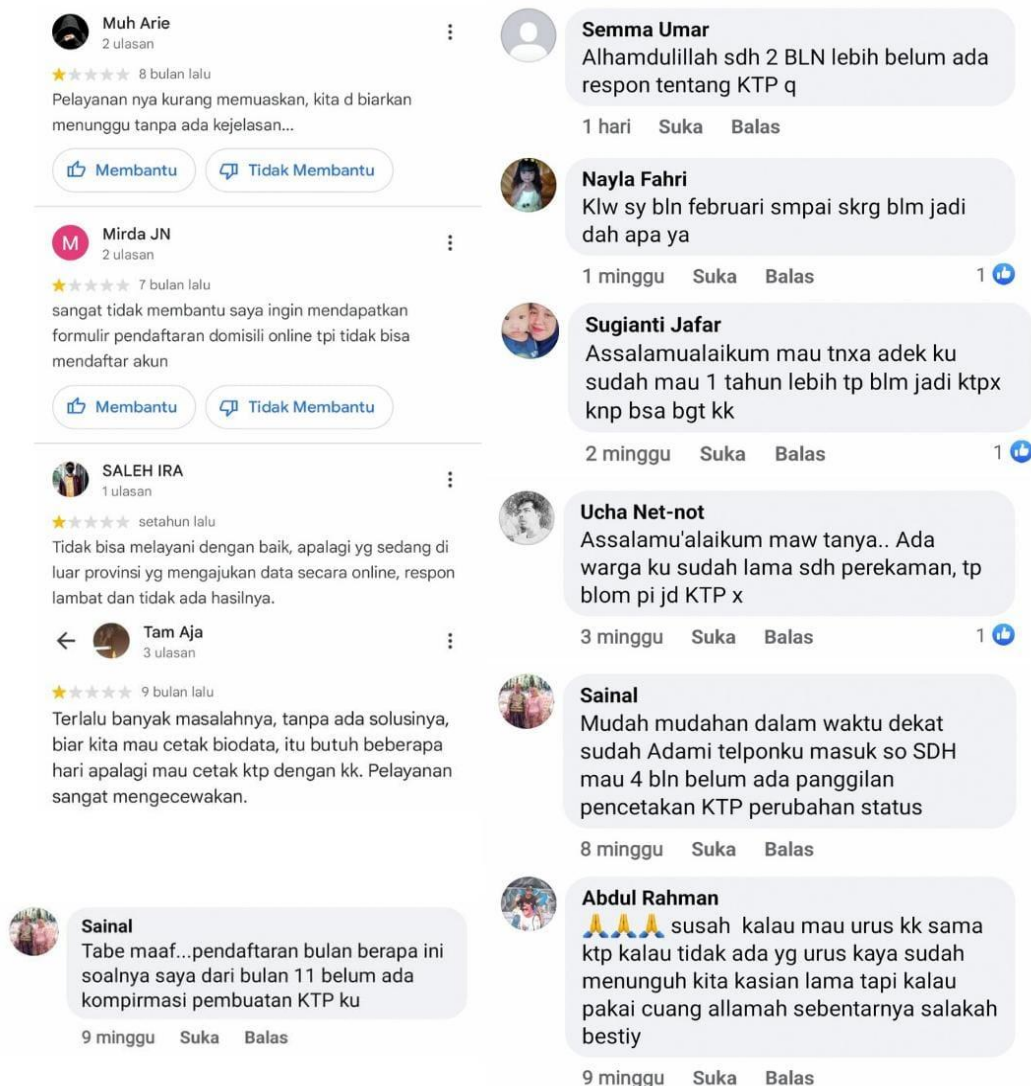 Muh Arie
2 ulasan
8 bulan lalu
Pelayanan nya kurang memuaskan, kita d biarkan
menunggu tanpa ada kejelasan...
Membantu
Tidak Membantu
M
Mirda JN
2 ulasan
7 bulan lalu
sangat tidak membantu saya ingin mendapatkan
formulir pendaftaran domisili online tpi tidak bisa
mendaftar akun
Membantu
Tidak Membantu
SALEH IRA
1 ulasan
setahun lalu
Tidak bisa melayani dengan baik, apalagi yg sedang di
luar provinsi yg mengajukan data secara online, respon
lambat dan tidak ada hasilnya.
Tam Aja
3 ulasan
9 bulan lalu
Terlalu banyak masalahnya, tanpa ada solusinya,
biar kita mau cetak biodata, itu butuh beberapa
hari apalagi mau cetak ktp dengan kk. Pelayanan
sangat mengecewakan.
Sainal
Tabe maaf...pendaftaran bulan berapa ini
soalnya saya dari bulan 11 belum ada
kompirmasi pembuatan KTP ku
9 minggu Suka Balas
Semma Umar
Alhamdulillah sdh 2 BLN lebih belum ada
respon tentang KTP q
1 hari Suka Balas
Nayla Fahri
Klw sy bln februari smpai skrg blm jadi
dah apa ya
1 minggu Suka Balas 1
Sugianti Jafar
Assalamualaikum mau tnxa adek ku
sudah mau 1 tahun lebih tp blm jadi ktpx
knp bsa bgt kk
2 minggu Suka Balas 1
Ucha Net-not
Assalamu'alaikum maw tanya.. Ada
warga ku sudah lama sdh perekaman, tp
blom pi jd KTP x
3 minggu Suka Balas 1
Sainal
Mudah mudahan dalam waktu dekat
sudah Adami telponku masuk so SDH
mau 4 bln belum ada panggilan
pencetakan KTP perubahan status
8 minggu Suka Balas
Abdul Rahman
🙏🙏🙏 susah kalau mau urus kk sama
ktp kalau tidak ada yg urus kaya sudah
menunguh kita kasian lama tapi kalau
pakai cuang allamah sebentarnya salakah
bestiy
9 minggu Suka Balas